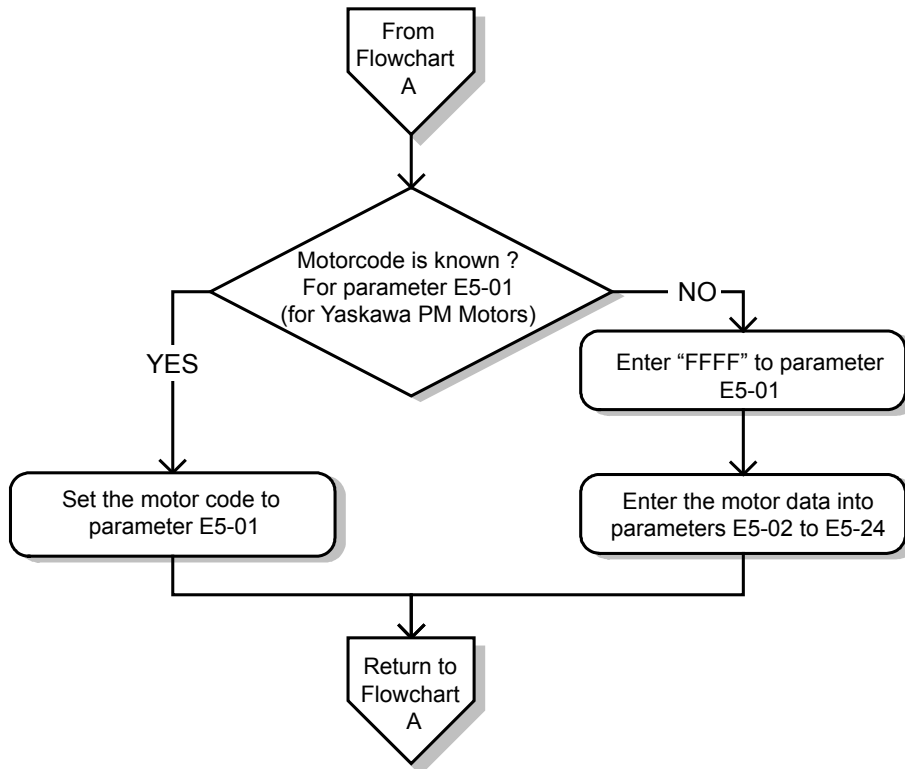 From
Flowchart
A
Motorcode is known ?
For parameter E5-01
(for Yaskawa PM Motors)
NO
YES
Enter “FFFF” to parameter
E5-01
Set the motor code to
parameter E5-01
Enter the motor data into
parameters E5-02 to E5-24
Return to
Flowchart
A